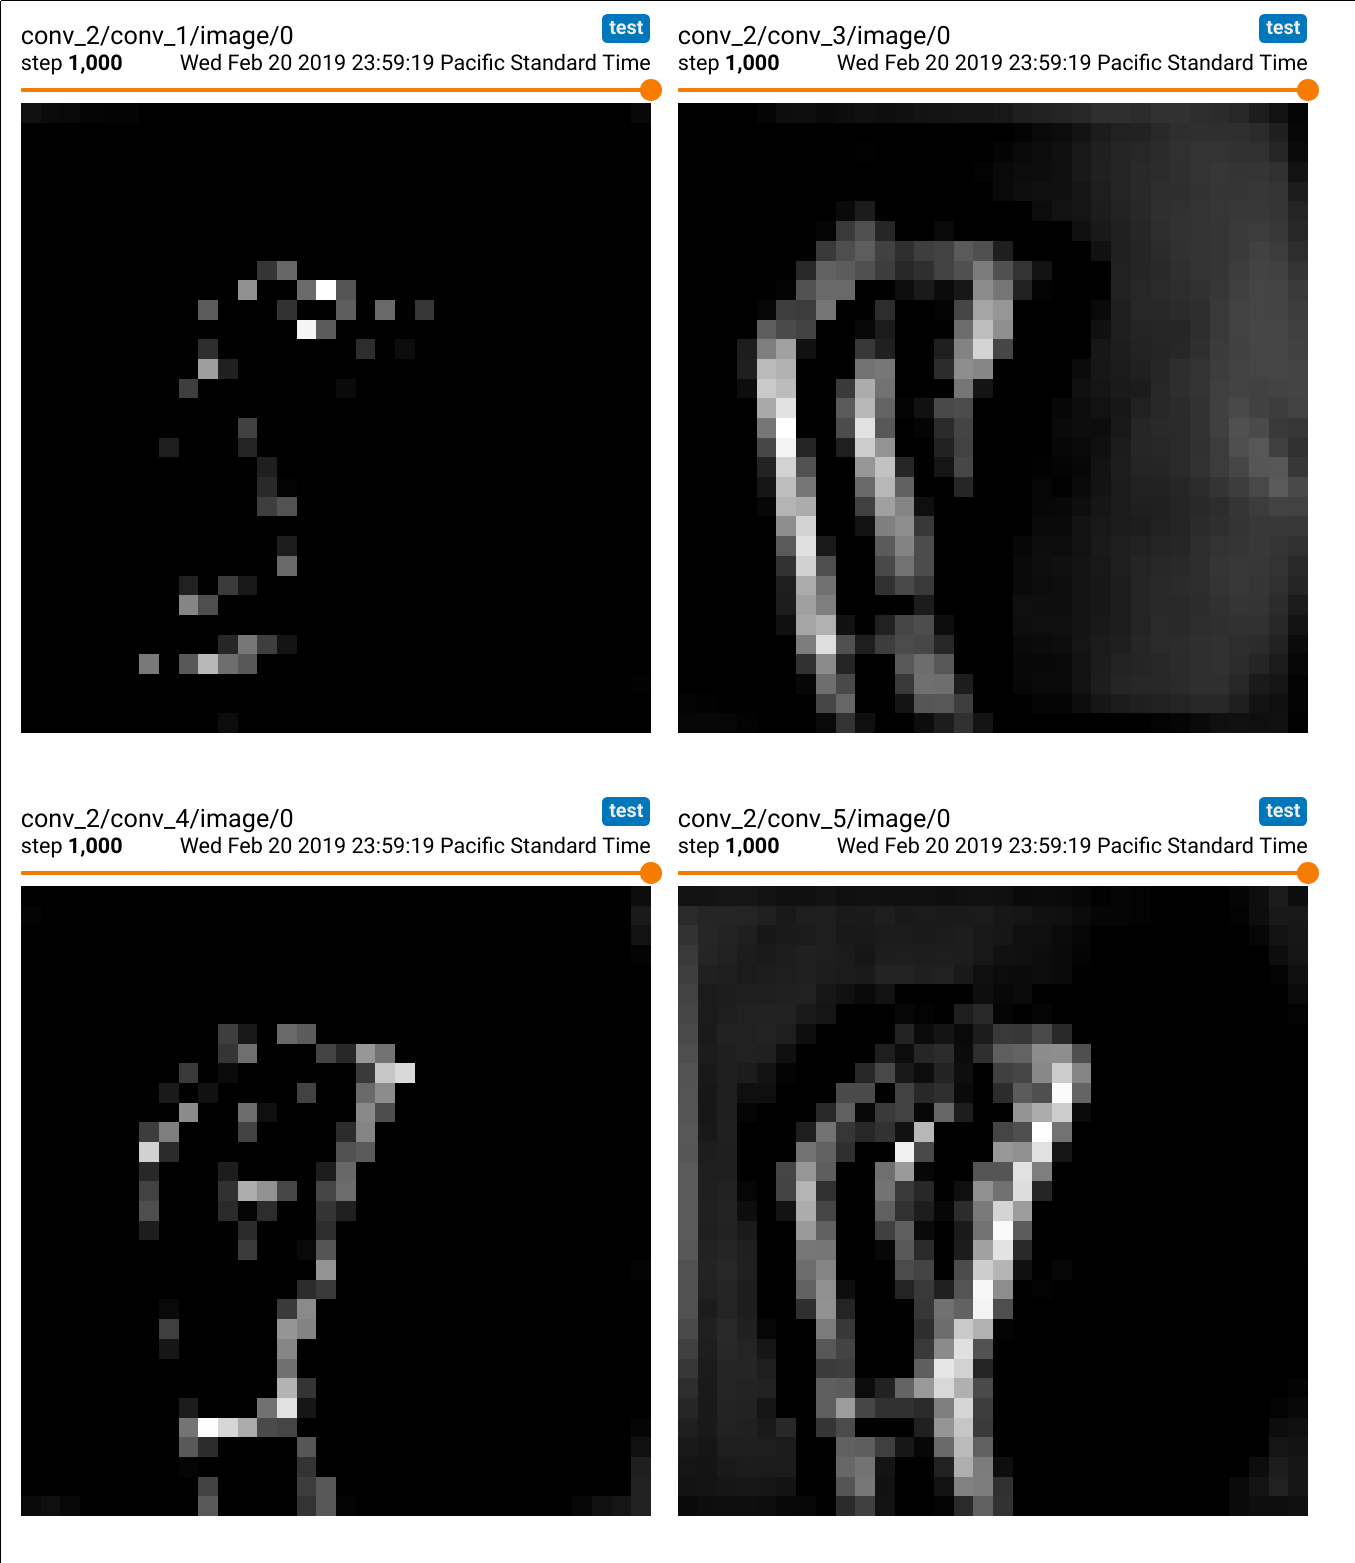 conv_2/conv_1/image/0
test
step 1,000 Wed Feb 20 2019 23:59:19 Pacific Standard Time
conv_2/conv_3/image/0
test
step 1,000 Wed Feb 20 2019 23:59:19 Pacific Standard Time
conv_2/conv_4/image/0
test
step 1,000 Wed Feb 20 2019 23:59:19 Pacific Standard Time
conv_2/conv_5/image/0
test
step 1,000 Wed Feb 20 2019 23:59:19 Pacific Standard Time